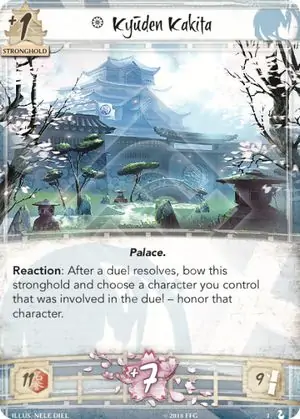 +1
STRONGHOLD
Kyūden Kakita
Palace.
Reaction: After a duel resolves, bow this
stronghold and choose a character you control
that was involved in the duel – honor that
character.
11
+7
9
ILLUS: NELE DIEL
© 2018 FFG
1